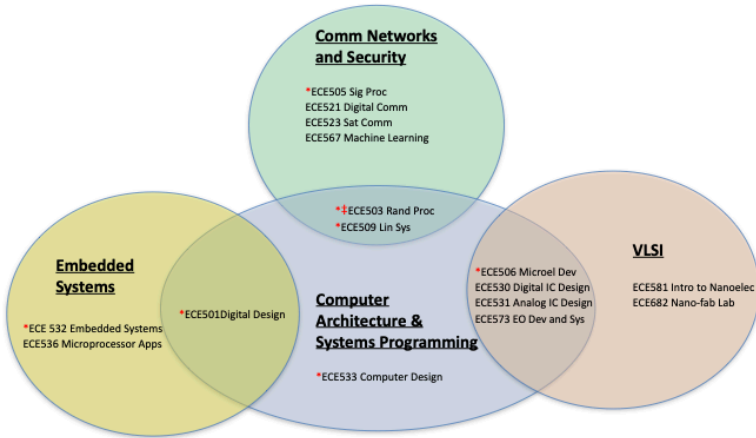 Comm Networks
and Security
*ECE505 Sig Proc
ECE521 Digital Comm
ECE523 Sat Comm
ECE567 Machine Learning
*‡ECE503 Rand Proc
*ECE509 Lin Sys
Embedded
Systems
*ECE 532 Embedded Systems
ECE536 Microprocessor Apps
*ECE501Digital Design
Computer
Architecture &
Systems Programming
*ECE533 Computer Design
*ECE506 Microel Dev
ECE530 Digital IC Design
ECE531 Analog IC Design
ECE573 EO Dev and Sys
VLSI
ECE581 Intro to Nanoelec
ECE682 Nano-fab Lab